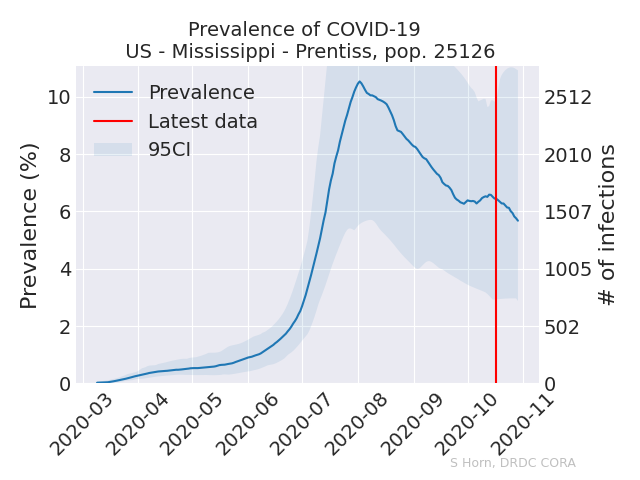 Prevalence of COVID-19
US - Mississippi - Prentiss, pop. 25126
Prevalence
Latest data
95CI
Prevalence (%)
10
8
6
4
2
0
2512
2010
1507
1005
502
0
# of infections
2020-03
2020-04
2020-05
2020-06
2020-07
2020-08
2020-09
2020-10
2020-11
S Horn, DRDC CORA